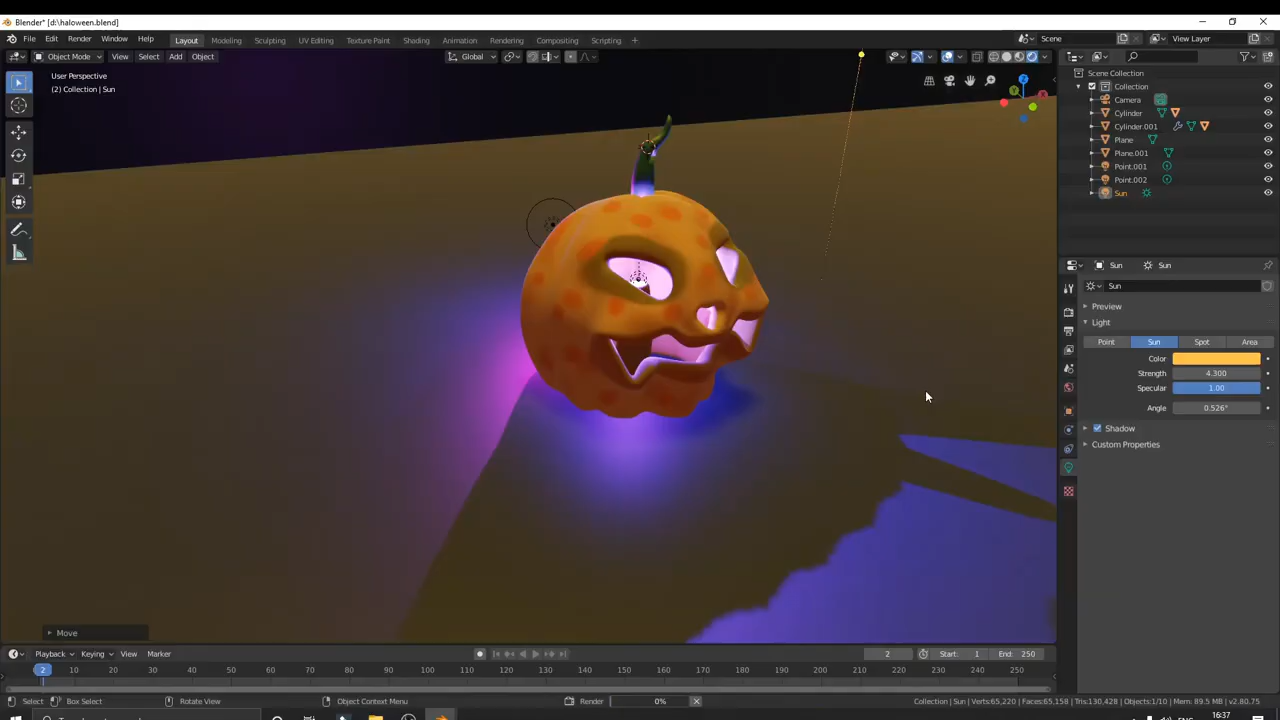 Blender* [d:\haloween.blend]
File Edit Render Window Help Layout Modeling Sculpting UV Editing Texture Paint Shading Animation Rendering Compositing Scripting + Scene View Layer
Object Mode View Select Add Object Global
User Perspective
(2) Collection | Sun
Scene Collection
Collection
Camera
Cylinder
Cylinder.001
Plane
Plane.001
Point.001
Point.002
Sun
Sun Sun
Sun
Preview
Light
Point Sun Spot Area
Color
Strength 4.300
Specular 1.00
Angle 0.526°
Shadow
Custom Properties
Move
Playback Keying View Marker 2 Start: 1 End: 250
2 10 20 30 40 50 60 70 80 90 100 110 120 130 140 150 160 170 180 190 200 210 220 230 240 250
Select Box Select Rotate View Object Context Menu Render 0% Collection | Sun | Verts:65,220 | Faces:65,158 | Tris:130,428 | Objects:1/10 | Mem: 89.5 MB | v2.80.75
16:37